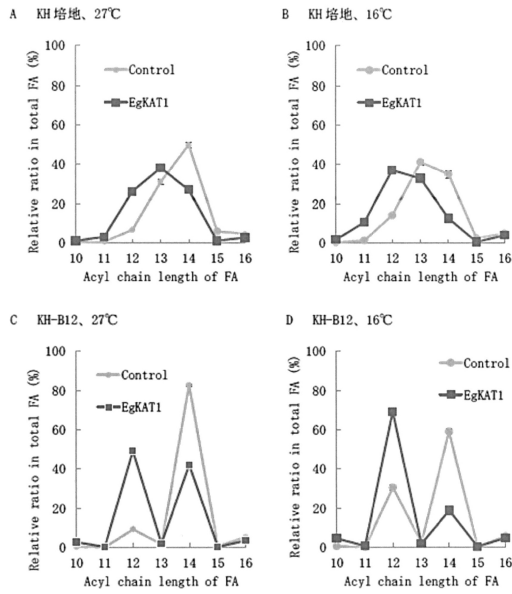 A KH 培地、27℃
Relative ratio in total FA (%)
100
80
60
40
20
0
Control
EgKAT1
10 11 12 13 14 15 16
Acyl chain length of FA
B KH 培地、16℃
Relative ratio in total FA (%)
100
80
60
40
20
0
Control
EgKAT1
10 11 12 13 14 15 16
Acyl chain length of FA
C KH-B12、27℃
Relative ratio in total FA (%)
100
80
60
40
20
0
Control
EgKAT1
10 11 12 13 14 15 16
Acyl chain length of FA
D KH-B12、16℃
Relative ratio in total FA (%)
100
80
60
40
20
0
Control
EgKAT1
10 11 12 13 14 15 16
Acyl chain length of FA